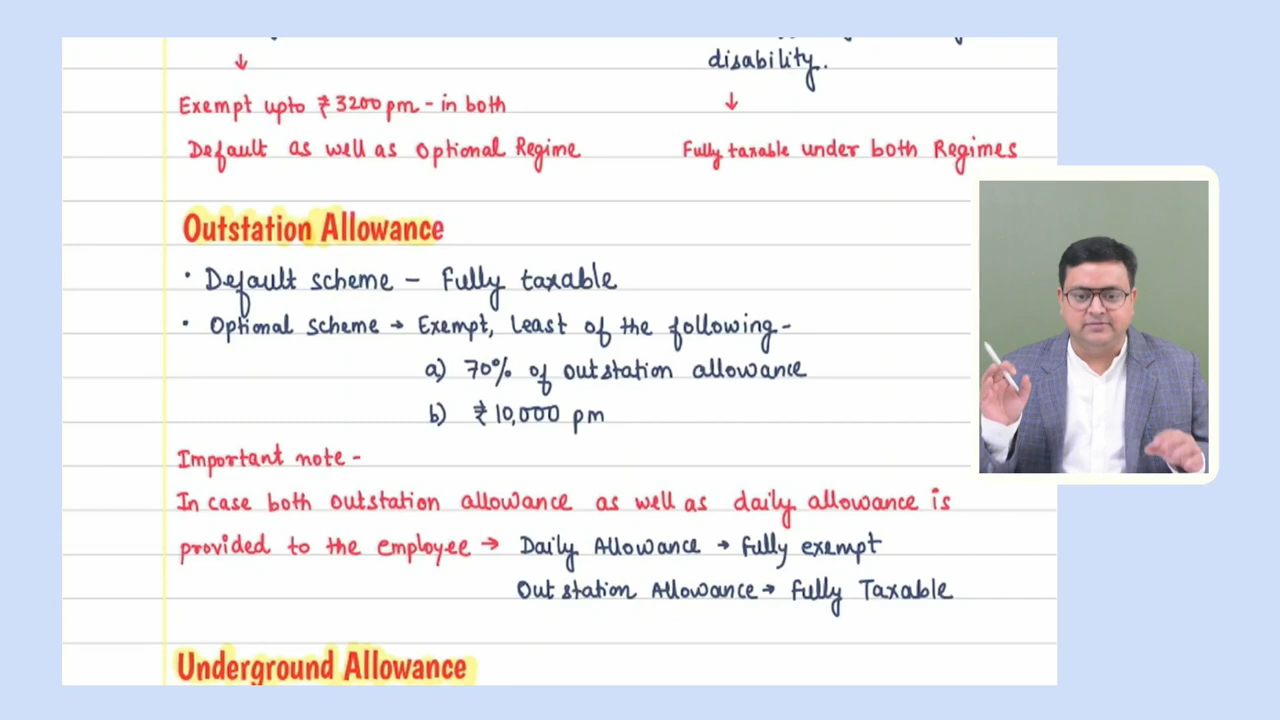 disability.
↓
↓
Exempt upto ₹3200 pm - in both
Default as well as Optional Regime
Fully taxable under both Regimes
Outstation Allowance
• Default scheme - Fully taxable
• Optional scheme → Exempt, Least of the following -
a) 70% of outstation allowance
b) ₹10,000 pm
Important note -
In case both outstation allowance as well as daily allowance is
provided to the employee → Daily Allowance → fully exempt
Outstation Allowance → fully Taxable
Underground Allowance